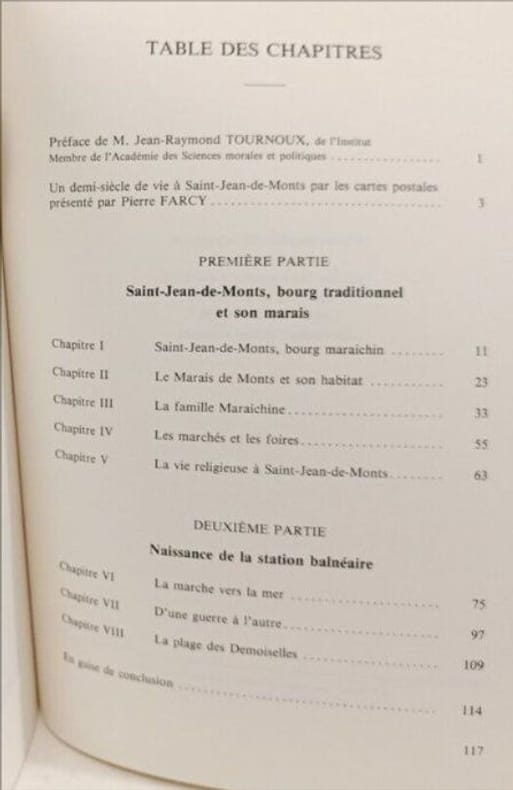 TABLE DES CHAPITRES
Préface de M. Jean-Raymond TOURNOUX, de l'Institut
Membre de l'Académie des Sciences morales et politiques .................. 1
Un demi-siècle de vie à Saint-Jean-de-Monts par les cartes postales
présenté par Pierre FARCY .................................... 3
PREMIÈRE PARTIE
Saint-Jean-de-Monts, bourg traditionnel
et son marais
Chapitre I Saint-Jean-de-Monts, bourg maraichin ........ 11
Chapitre II Le Marais de Monts et son habitat ........... 23
Chapitre III La famille Maraichine ........................ 33
Chapitre IV Les marchés et les foires ...................... 55
Chapitre V La vie religieuse à Saint-Jean-de-Monts ........ 63
DEUXIÈME PARTIE
Naissance de la station balnéaire
Chapitre VI La marche vers la mer ........................ 75
Chapitre VII D'une guerre à l'autre ........................ 97
Chapitre VIII La plage des Demoiselles ...................... 109
En guise de conclusion ........................................ 114
117